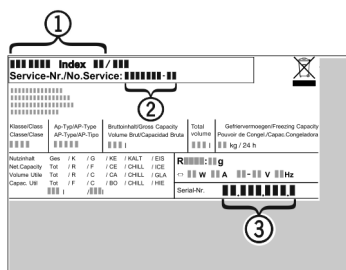 1
Index /
Service-Nr./No.Service: -
2
Klasse/Class Ap-Typ/AP-Type Bruttoinhalt/Gross Capacity Total Gefriervermoegen/Freezing Capacity
Classe/Clase AP-Type/AP-Tipo Volume Brut/Capacidad Bruta volume Pouvoir de Congel./Capac.Congeladora
l l kg / 24 h
Nutzinhalt Ges / K / G / KE / KALT / EIS
Net.Capacity Tot / R / F / CE / CHILL / ICE
Volume Utile Tot / F / C / CA / CHILL / GLA
Capac. Util Tot / F / C / BO / CHILL / HIE
l / l
R : g
W A - V Hz
Serial-Nr. . . .
3